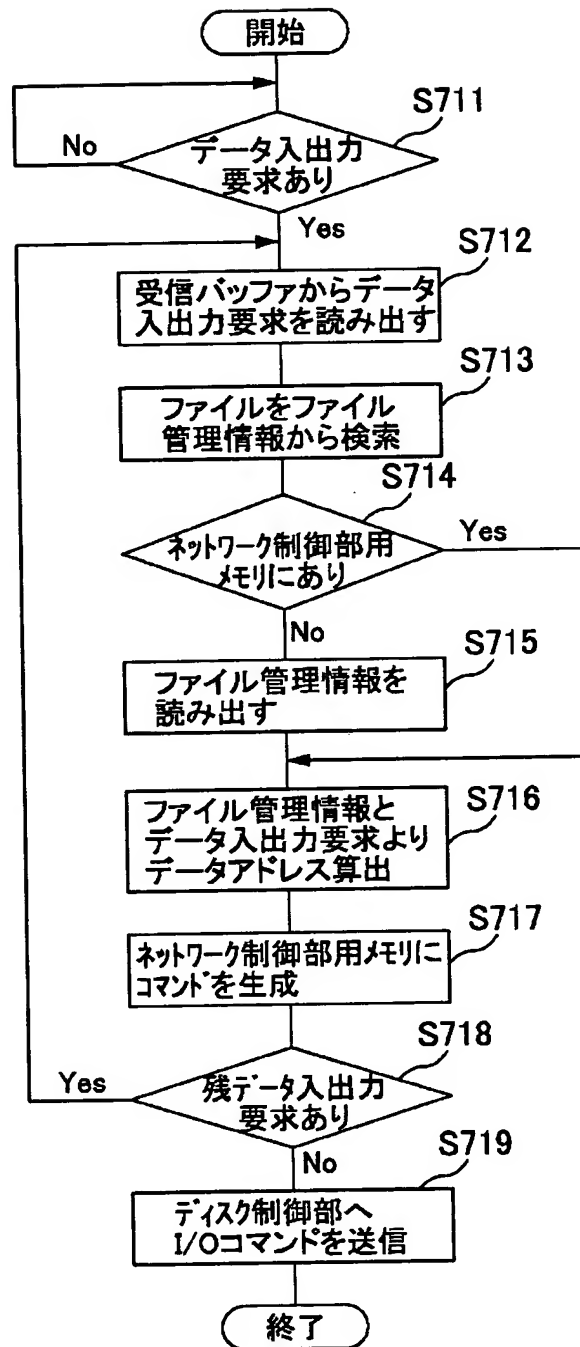 開始
S711
No
データ入出力
要求あり
Yes
S712
受信バッファからデータ
入出力要求を読み出す
S713
ファイルをファイル
管理情報から検索
S714
ネットワーク制御部用
メモリにあり
Yes
No
S715
ファイル管理情報を
読み出す
S716
ファイル管理情報と
データ入出力要求より
データアドレス算出
S717
ネットワーク制御部用メモリに
コマンドを生成
S718
Yes
残データ入出力
要求あり
No
S719
ディスク制御部へ
I/Oコマンドを送信
終了